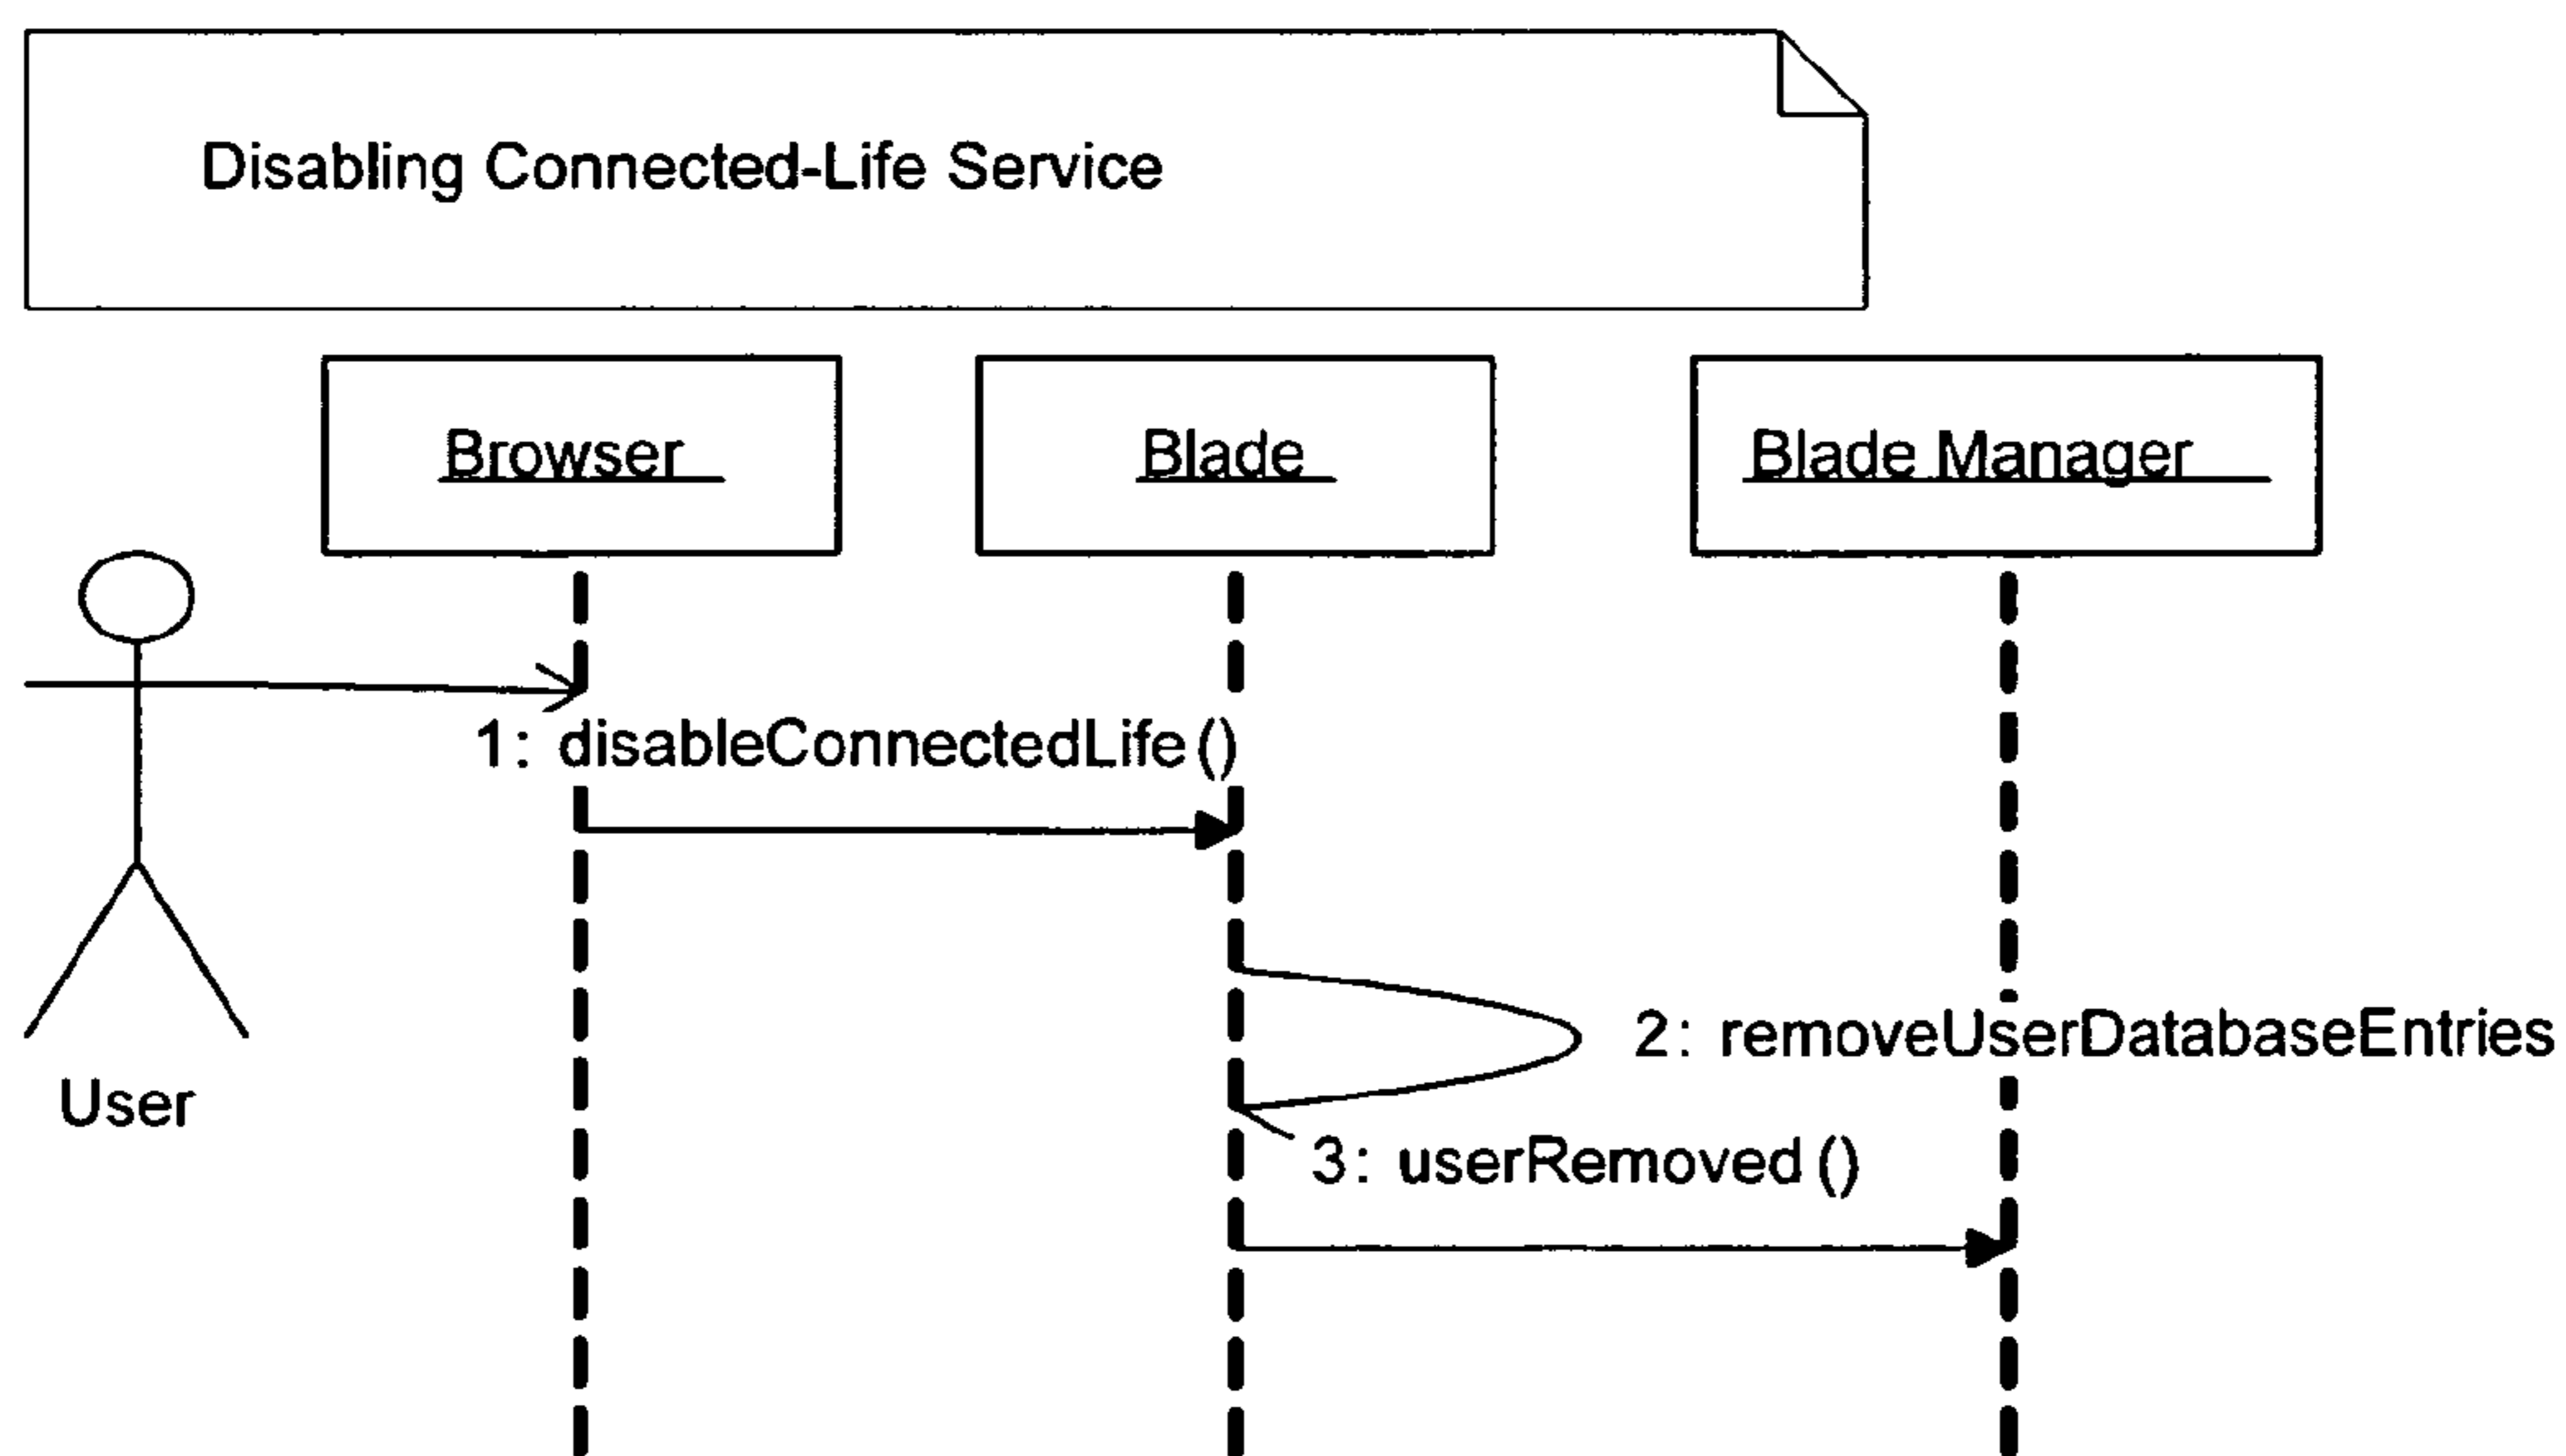 Disabling Connected-Life Service
Browser
Blade
Blade Manager
1: disableConnectedLife()
2: removeUserDatabaseEntries
User
3: userRemoved()